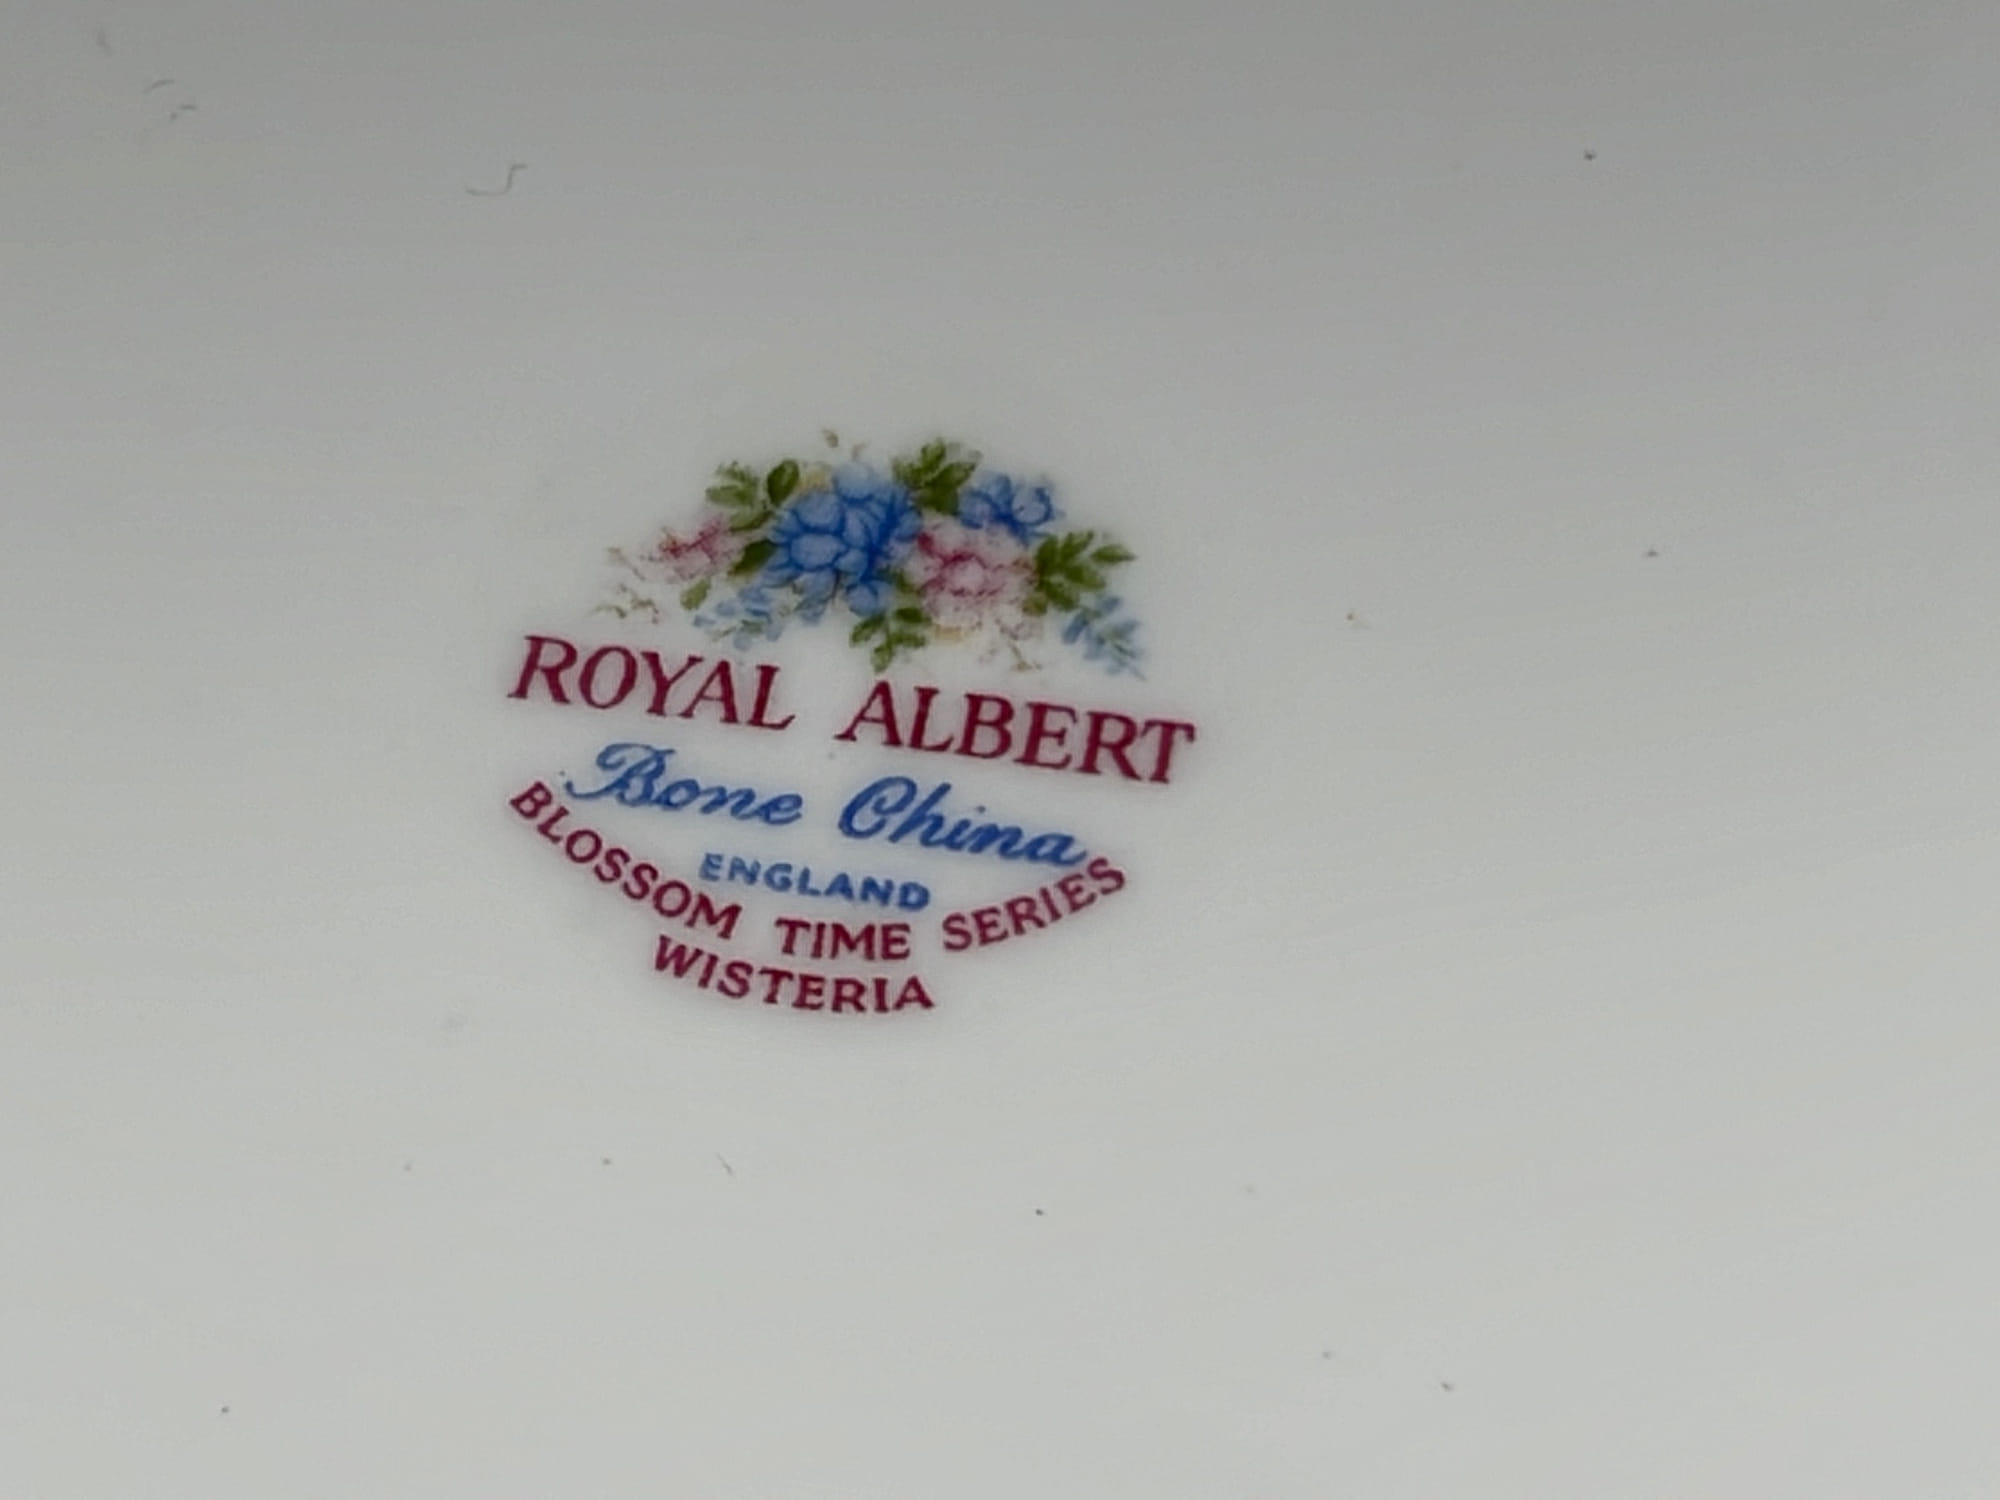 ROYAL ALBERT
Bone China
ENGLAND
BLOSSOM TIME SERIES
WISTERIA